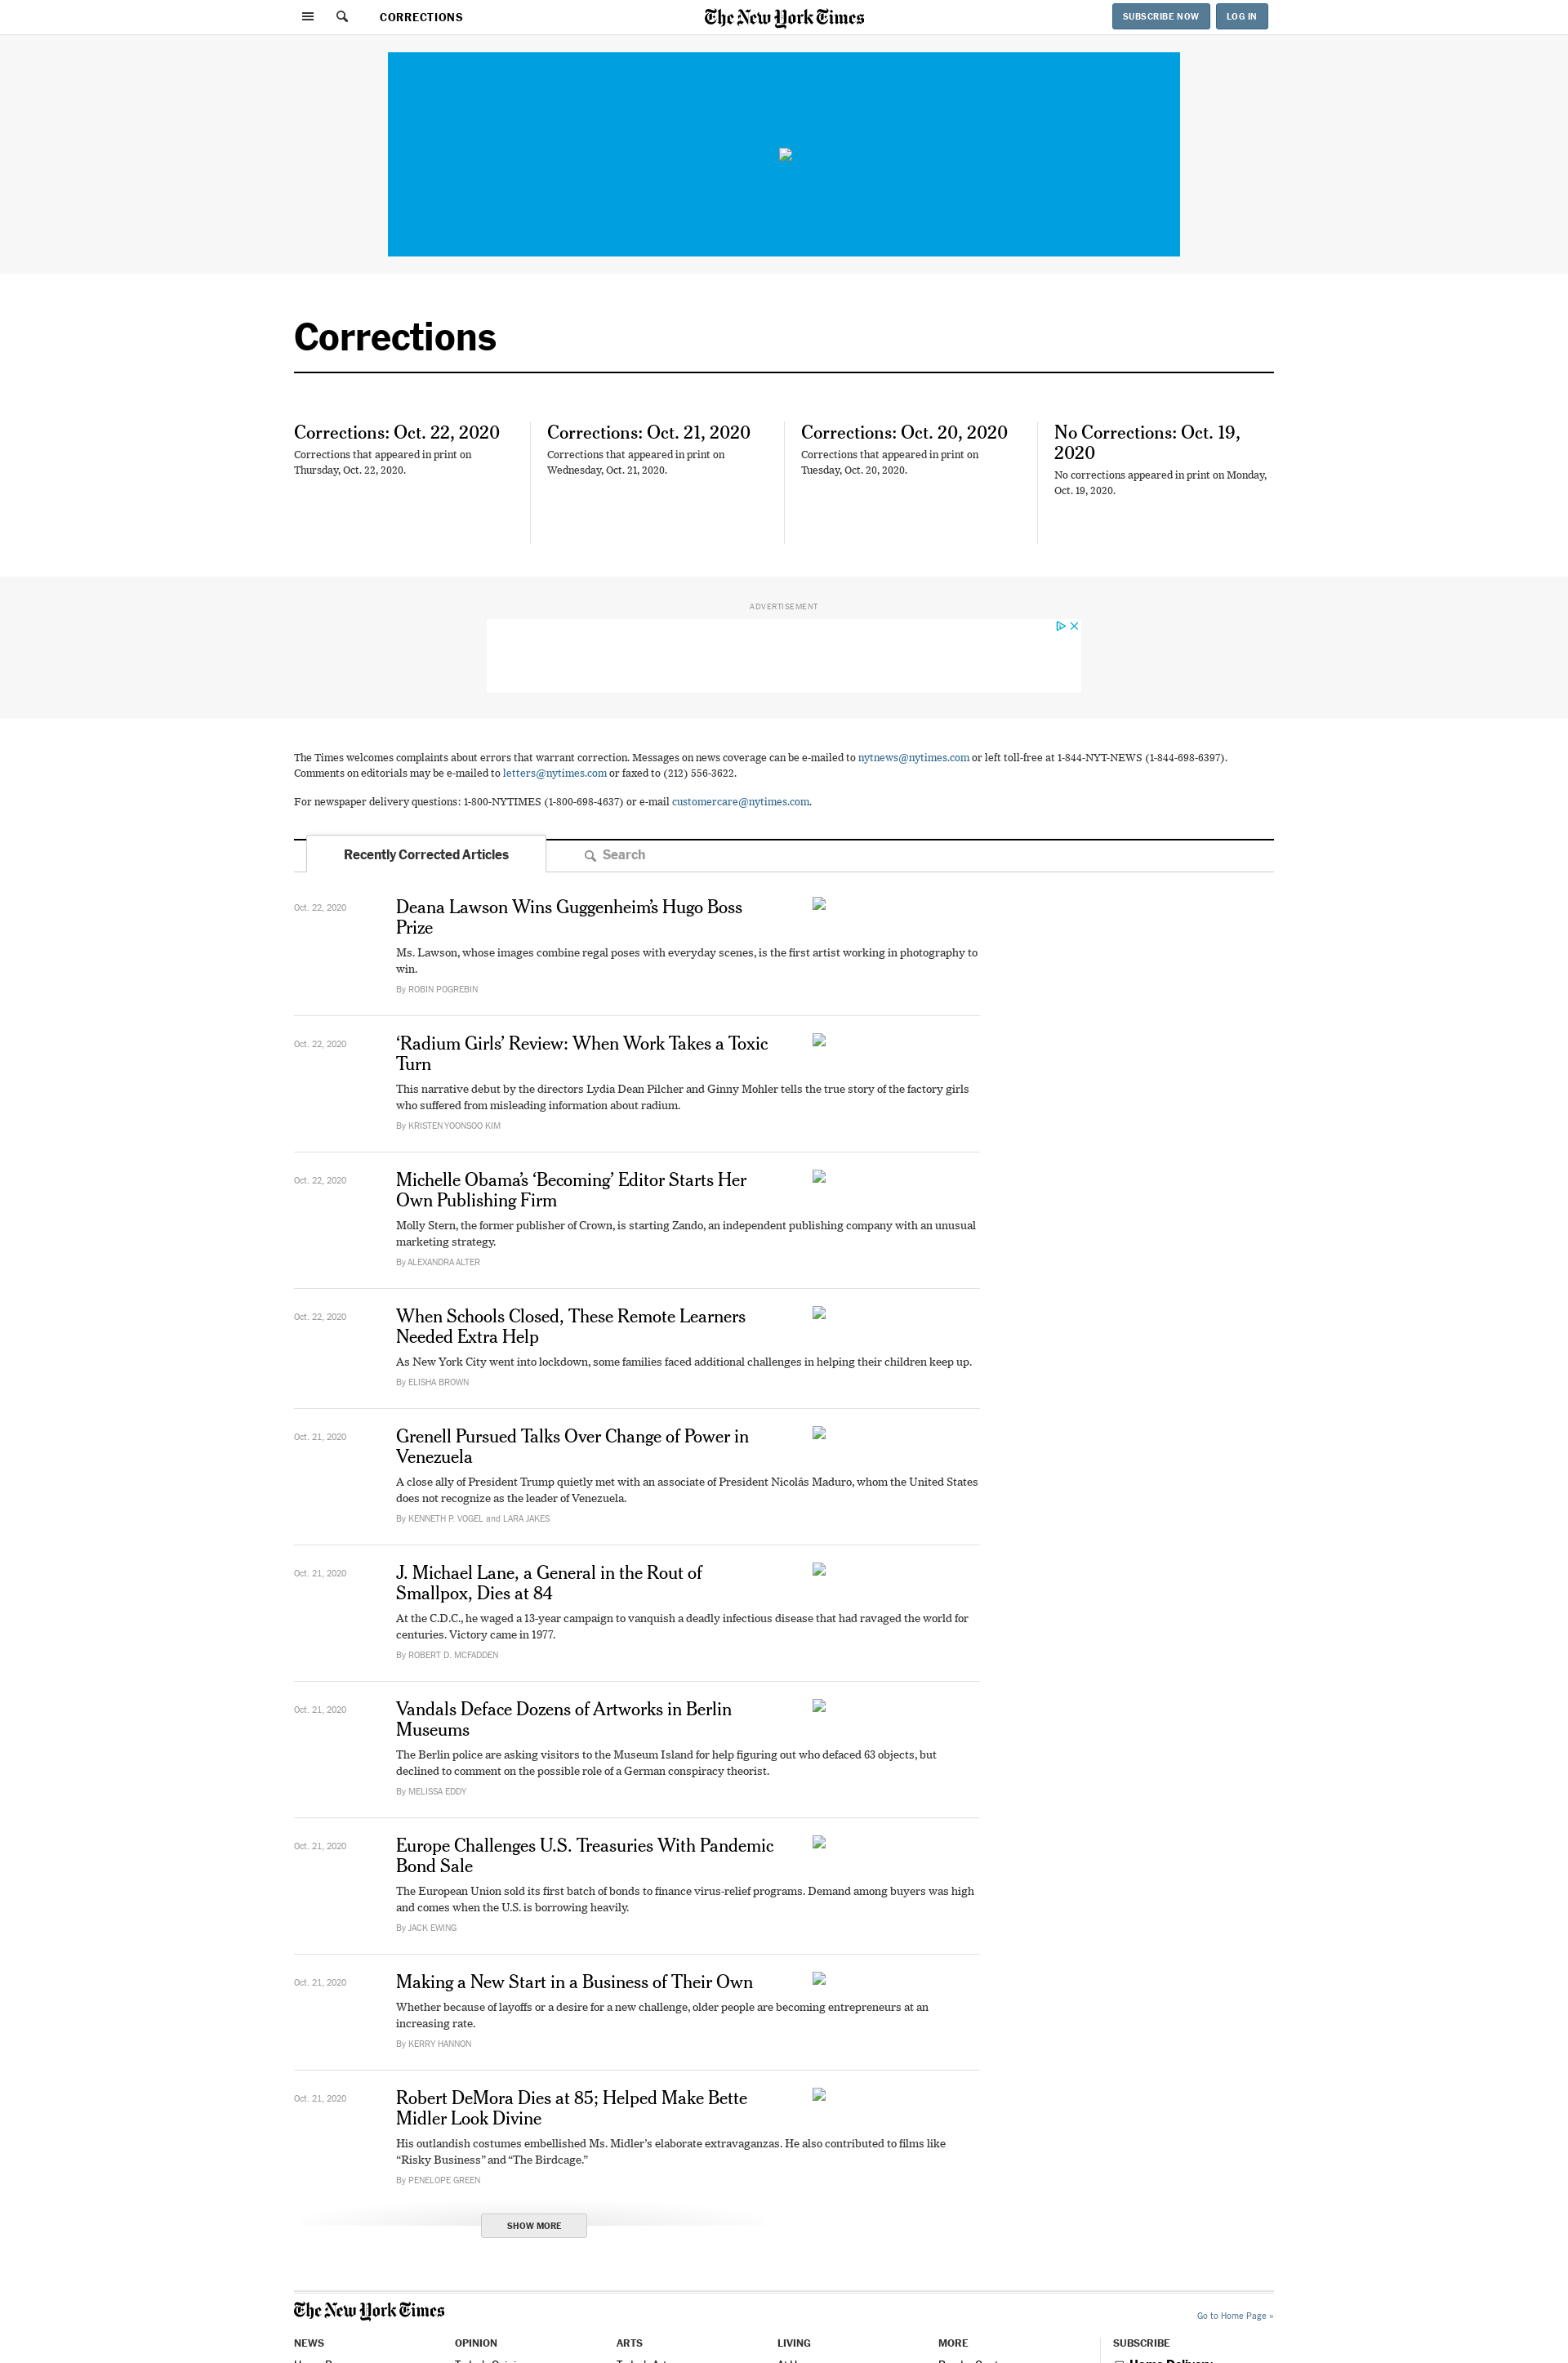 CORRECTIONS
The New York Times
SUBSCRIBE NOW
LOG IN
Corrections
Corrections: Oct. 22, 2020
Corrections that appeared in print on
Thursday, Oct. 22, 2020.
Corrections: Oct. 21, 2020
Corrections that appeared in print on
Wednesday, Oct. 21, 2020.
Corrections: Oct. 20, 2020
Corrections that appeared in print on
Tuesday, Oct. 20, 2020.
No Corrections: Oct. 19,
2020
No corrections appeared in print on Monday,
Oct. 19, 2020.
ADVERTISEMENT
The Times welcomes complaints about errors that warrant correction. Messages on news coverage can be e-mailed to nytnews@nytimes.com or left toll-free at 1-844-NYT-NEWS (1-844-698-6397).
Comments on editorials may be e-mailed to letters@nytimes.com or faxed to (212) 556-3622.
For newspaper delivery questions: 1-800-NYTIMES (1-800-698-4637) or e-mail customercare@nytimes.com.
Recently Corrected Articles
Search
Oct. 22, 2020
Deana Lawson Wins Guggenheim’s Hugo Boss
Prize
Ms. Lawson, whose images combine regal poses with everyday scenes, is the first artist working in photography to
win.
By ROBIN POGREBIN
Oct. 22, 2020
‘Radium Girls’ Review: When Work Takes a Toxic
Turn
This narrative debut by the directors Lydia Dean Pilcher and Ginny Mohler tells the true story of the factory girls
who suffered from misleading information about radium.
By KRISTEN YOONSOO KIM
Oct. 22, 2020
Michelle Obama’s ‘Becoming’ Editor Starts Her
Own Publishing Firm
Molly Stern, the former publisher of Crown, is starting Zando, an independent publishing company with an unusual
marketing strategy.
By ALEXANDRA ALTER
Oct. 22, 2020
When Schools Closed, These Remote Learners
Needed Extra Help
As New York City went into lockdown, some families faced additional challenges in helping their children keep up.
By ELISHA BROWN
Oct. 21, 2020
Grenell Pursued Talks Over Change of Power in
Venezuela
A close ally of President Trump quietly met with an associate of President Nicolás Maduro, whom the United States
does not recognize as the leader of Venezuela.
By KENNETH P. VOGEL and LARA JAKES
Oct. 21, 2020
J. Michael Lane, a General in the Rout of
Smallpox, Dies at 84
At the C.D.C., he waged a 13-year campaign to vanquish a deadly infectious disease that had ravaged the world for
centuries. Victory came in 1977.
By ROBERT D. MCFADDEN
Oct. 21, 2020
Vandals Deface Dozens of Artworks in Berlin
Museums
The Berlin police are asking visitors to the Museum Island for help figuring out who defaced 63 objects, but
declined to comment on the possible role of a German conspiracy theorist.
By MELISSA EDDY
Oct. 21, 2020
Europe Challenges U.S. Treasuries With Pandemic
Bond Sale
The European Union sold its first batch of bonds to finance virus-relief programs. Demand among buyers was high
and comes when the U.S. is borrowing heavily.
By JACK EWING
Oct. 21, 2020
Making a New Start in a Business of Their Own
Whether because of layoffs or a desire for a new challenge, older people are becoming entrepreneurs at an
increasing rate.
By KERRY HANNON
Oct. 21, 2020
Robert DeMora Dies at 85; Helped Make Bette
Midler Look Divine
His outlandish costumes embellished Ms. Midler’s elaborate extravaganzas. He also contributed to films like
“Risky Business” and “The Birdcage.”
By PENELOPE GREEN
SHOW MORE
The New York Times
Go to Home Page »
NEWS
OPINION
ARTS
LIVING
MORE
SUBSCRIBE
Home Delivery